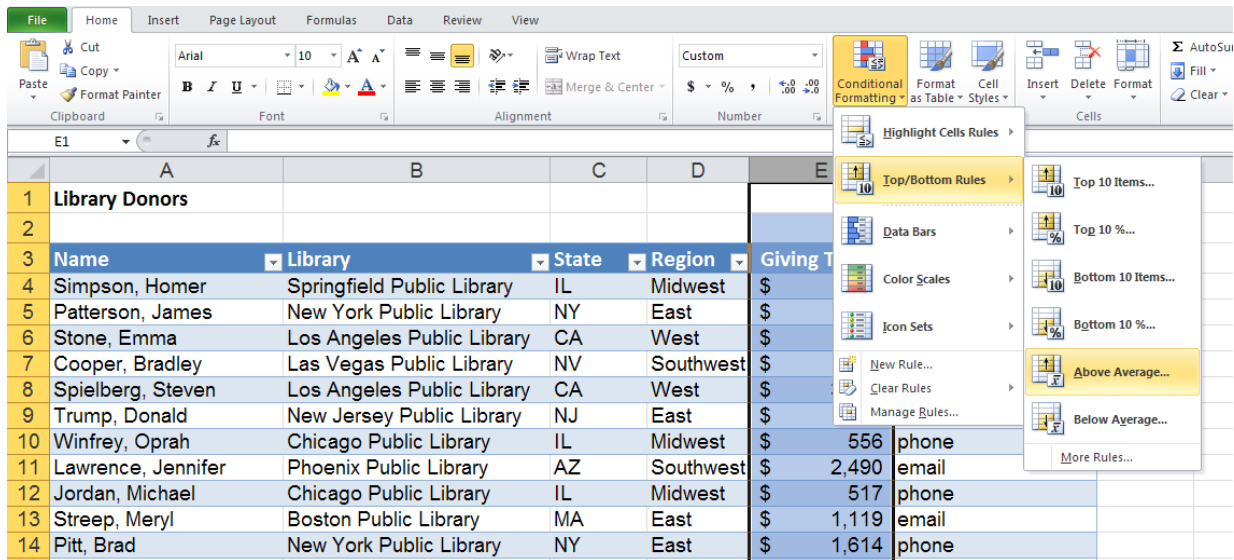 File Home Insert Page Layout Formulas Data Review View
Cut
Copy
Format Painter
Paste
Clipboard
Arial 10 A A
B I U A
Font
Wrap Text
Merge & Center
Alignment
Custom
$ % , .0 .00 .00 .0
Number
Conditional Formatting
Format as Table
Cell Styles
Insert Delete Format
Cells
Σ AutoSu
Fill
Clear
E1 fx
A B C D E
1 Library Donors
2
3 Name Library State Region Giving T
4 Simpson, Homer Springfield Public Library IL Midwest $
5 Patterson, James New York Public Library NY East $
6 Stone, Emma Los Angeles Public Library CA West $
7 Cooper, Bradley Las Vegas Public Library NV Southwest $
8 Spielberg, Steven Los Angeles Public Library CA West $
9 Trump, Donald New Jersey Public Library NJ East $
10 Winfrey, Oprah Chicago Public Library IL Midwest $ 556 phone
11 Lawrence, Jennifer Phoenix Public Library AZ Southwest $ 2,490 email
12 Jordan, Michael Chicago Public Library IL Midwest $ 517 phone
13 Streep, Meryl Boston Public Library MA East $ 1,119 email
14 Pitt, Brad New York Public Library NY East $ 1,614 phone
Highlight Cells Rules
Top/Bottom Rules
Data Bars
Color Scales
Icon Sets
New Rule...
Clear Rules
Manage Rules...
Top 10 Items...
Top 10 %...
Bottom 10 Items...
Bottom 10 %...
Above Average...
Below Average...
More Rules...